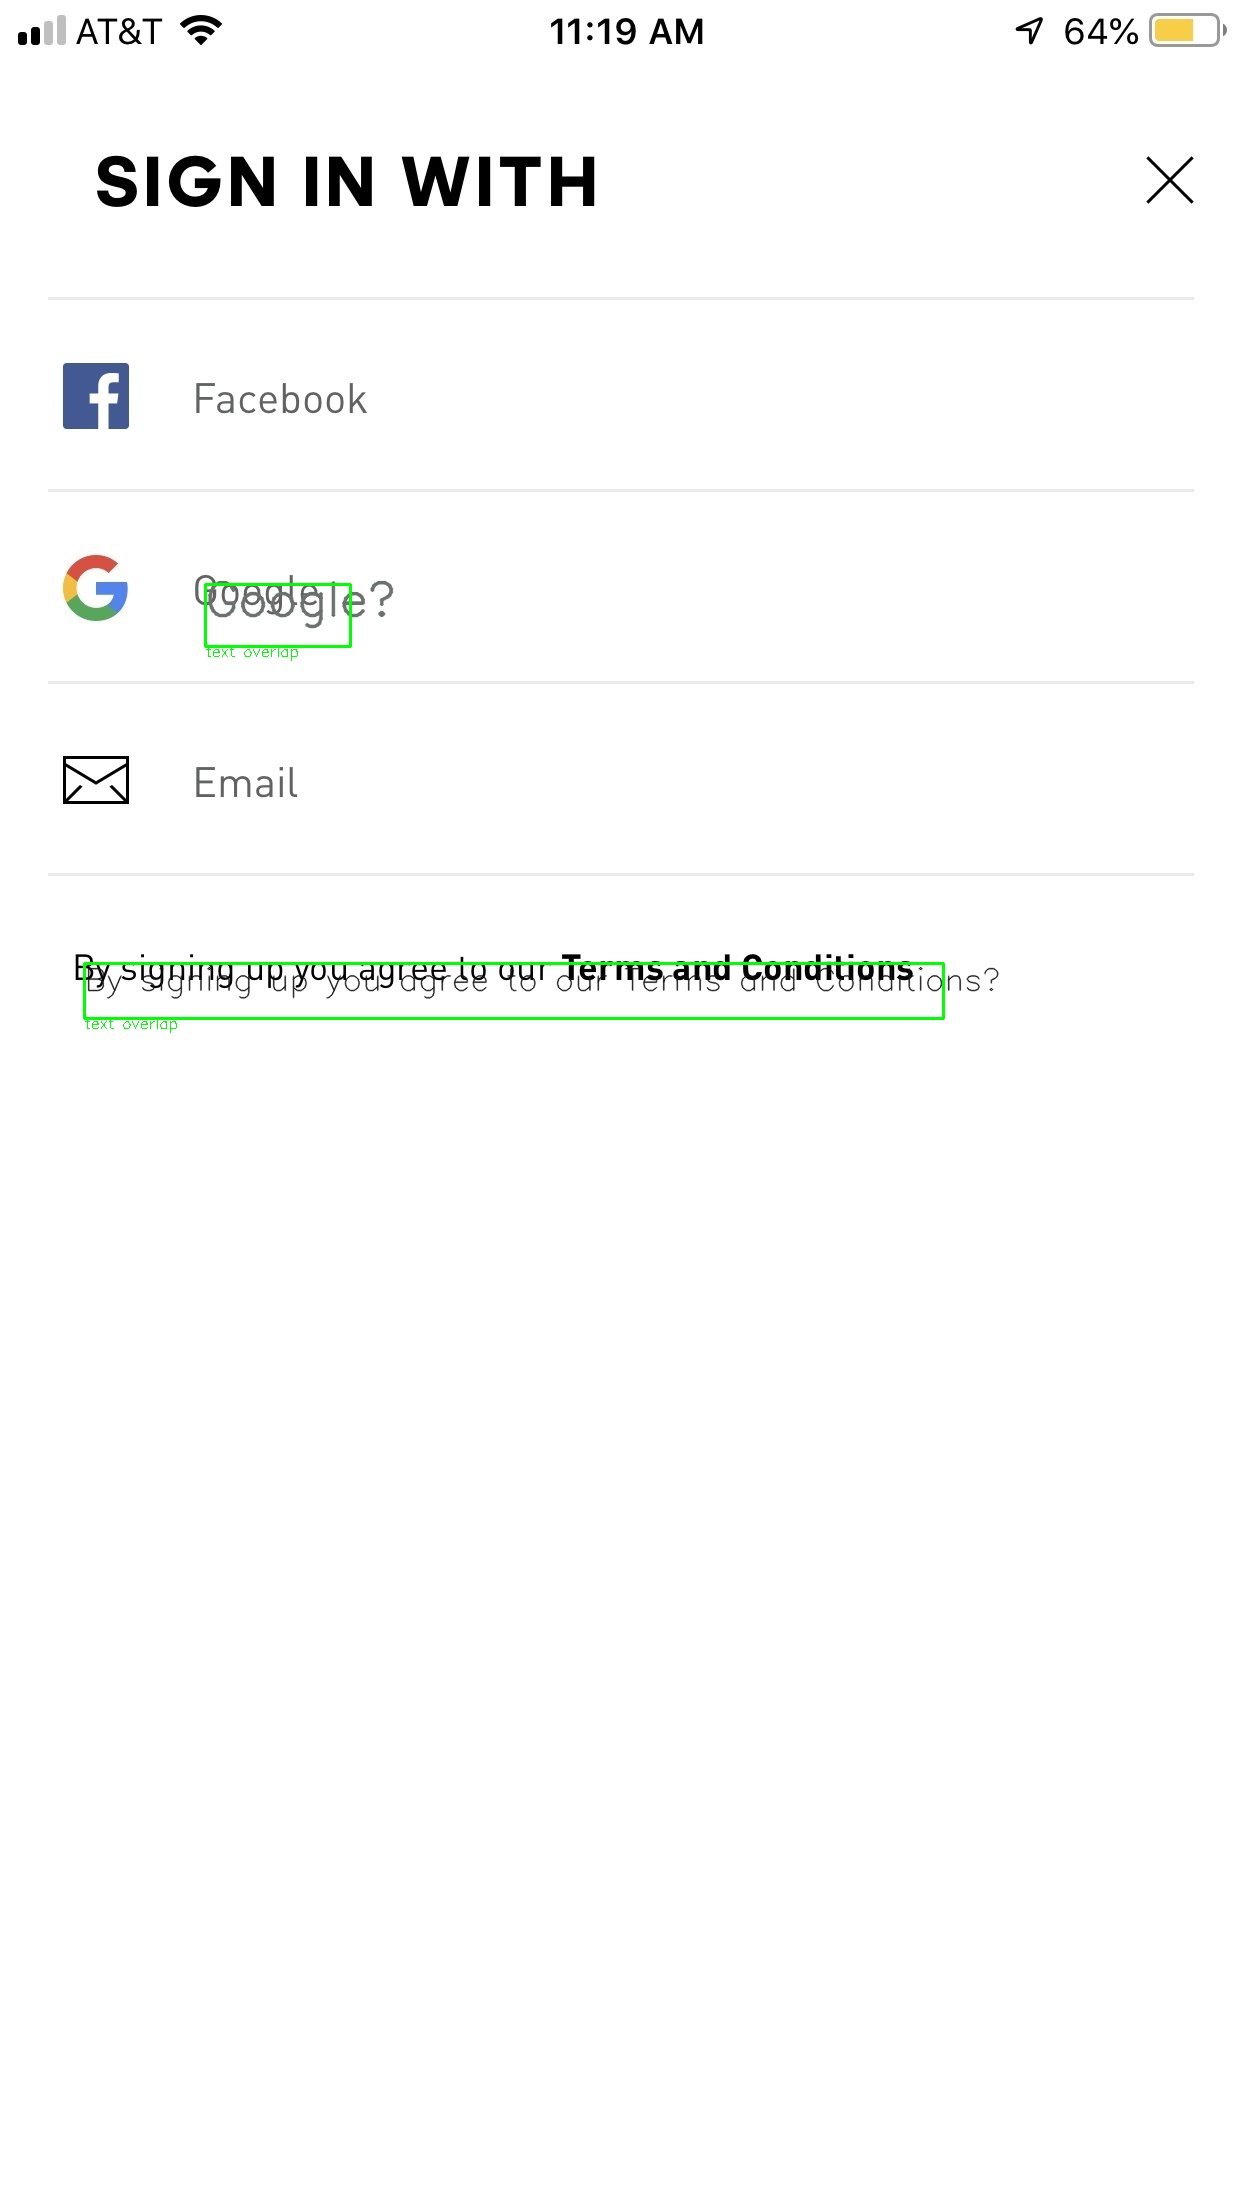 AT&T 11:19 AM 64%
SIGN IN WITH
Facebook
Google
Google?
text overlap
Email
By signing up you agree to our Terms and Conditions.
By signing up you agree to our Terms and Conditions?
text overlap